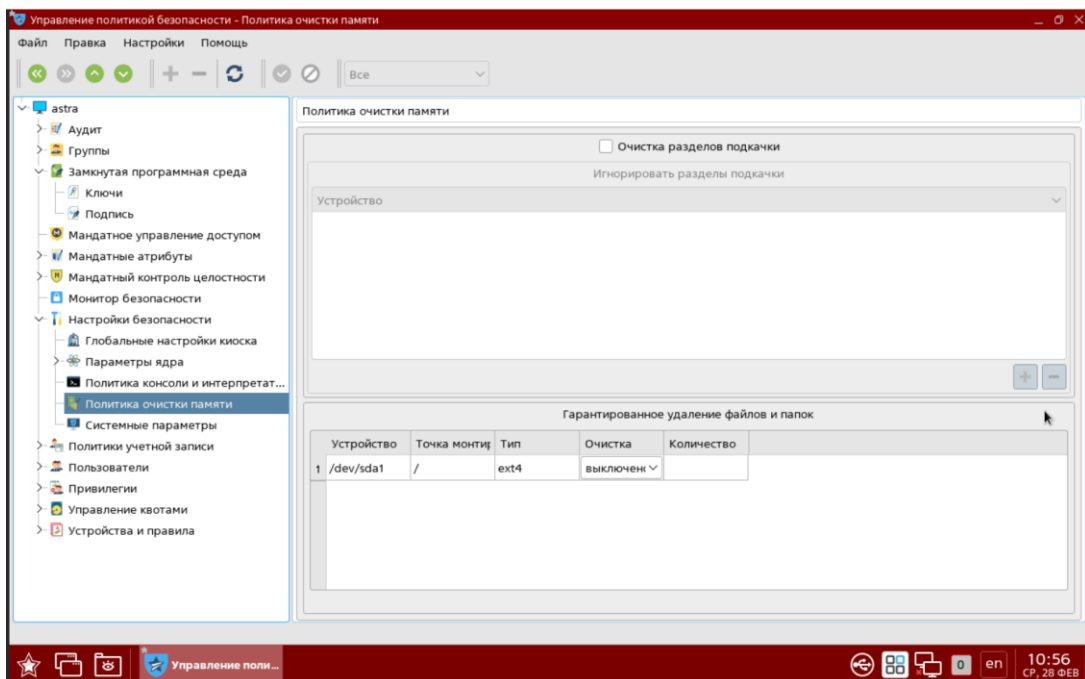 Управление политикой безопасности - Политика очистки памяти
Файл Правка Настройки Помощь
Все
astra
Аудит
Группы
Замкнутая программная среда
Ключи
Подпись
Мандатное управление доступом
Мандатные атрибуты
Мандатный контроль целостности
Монитор безопасности
Настройки безопасности
Глобальные настройки киоска
Параметры ядра
Политика консоли и интерпретат...
Политика очистки памяти
Системные параметры
Политики учетной записи
Пользователи
Привилегии
Управление квотами
Устройства и правила
Политика очистки памяти
Очистка разделов подкачки
Игнорировать разделы подкачки
Устройство
Гарантированное удаление файлов и папок
Устройство Точка монтир Тип Очистка Количество
1 /dev/sda1 / ext4 выключен
Управление поли...
0 en 10:56
СР, 28 ФЕВ